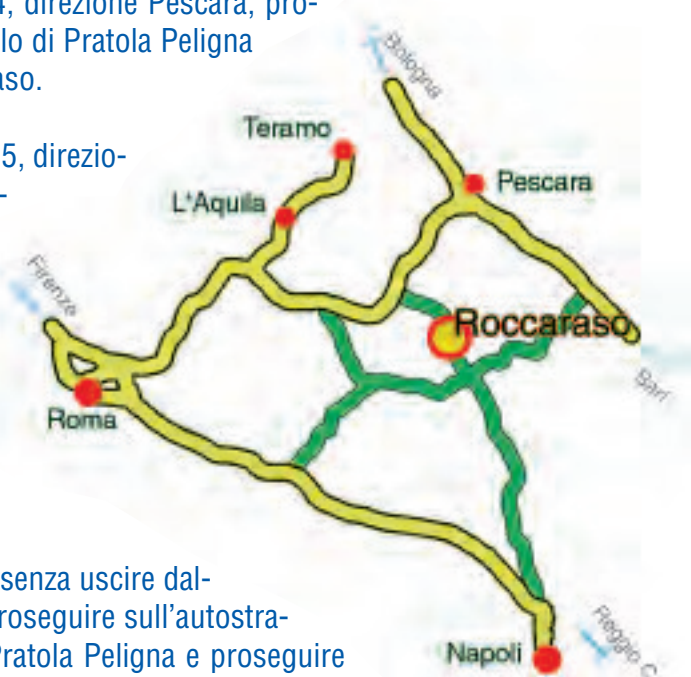 4, direzione Pescara, pro-
lo di Pratola Peligna
aso.
5, direzio-
-
Bologna
Teramo
Pescara
L'Aquila
Firenze
Roccaraso
Bari
Roma
senza uscire dal-
roseguire sull'autostra-
Pratola Peligna e proseguire
Napoli
Reggio C